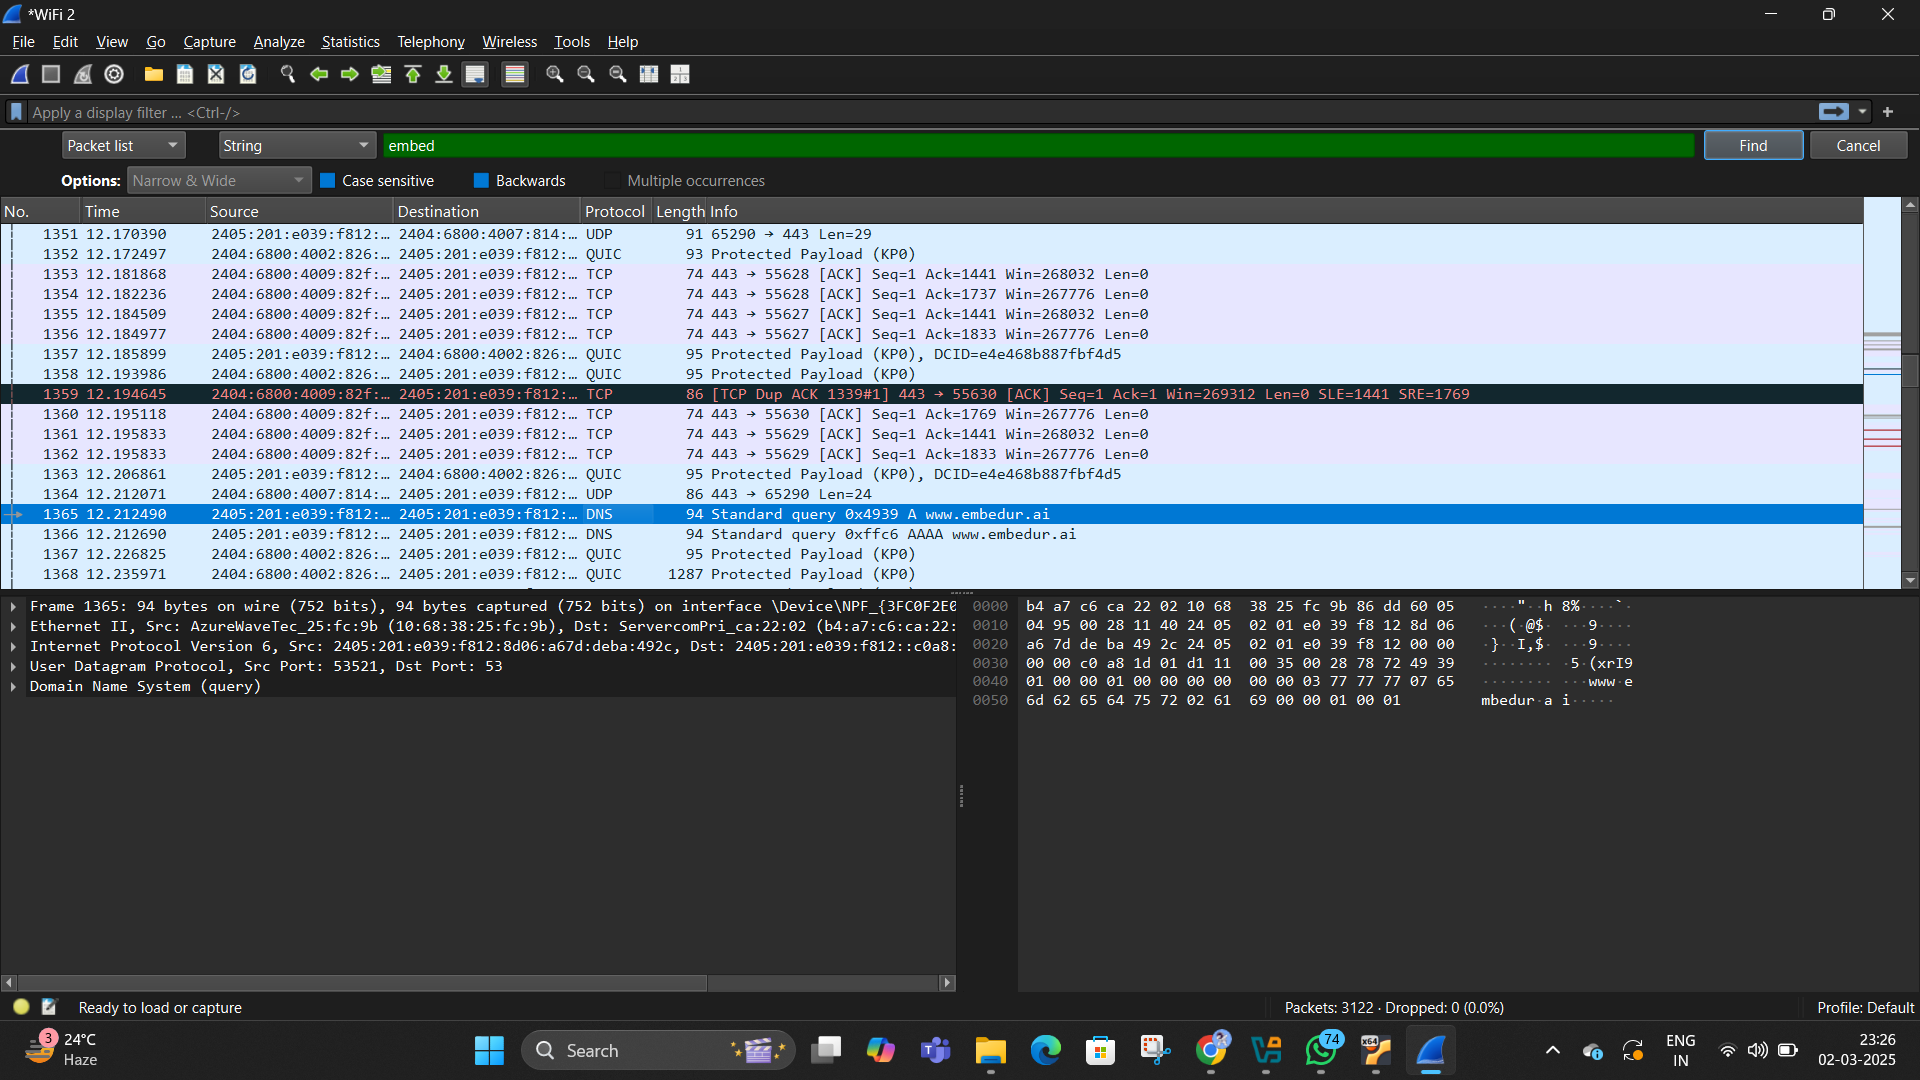 *WiFi 2
File Edit View Go Capture Analyze Statistics Telephony Wireless Tools Help
Apply a display filter ... <Ctrl-/>
Packet list String embed Find Cancel
Options: Narrow & Wide Case sensitive Backwards Multiple occurrences
No. Time Source Destination Protocol Length Info
1351 12.170390 2405:201:e039:f812:… 2404:6800:4007:814:… UDP 91 65290 → 443 Len=29
1352 12.172497 2404:6800:4002:826:… 2405:201:e039:f812:… QUIC 93 Protected Payload (KP0)
1353 12.181868 2404:6800:4009:82f:… 2405:201:e039:f812:… TCP 74 443 → 55628 [ACK] Seq=1 Ack=1441 Win=268032 Len=0
1354 12.182236 2404:6800:4009:82f:… 2405:201:e039:f812:… TCP 74 443 → 55628 [ACK] Seq=1 Ack=1737 Win=267776 Len=0
1355 12.184509 2404:6800:4009:82f:… 2405:201:e039:f812:… TCP 74 443 → 55627 [ACK] Seq=1 Ack=1441 Win=268032 Len=0
1356 12.184977 2404:6800:4009:82f:… 2405:201:e039:f812:… TCP 74 443 → 55627 [ACK] Seq=1 Ack=1833 Win=267776 Len=0
1357 12.185899 2405:201:e039:f812:… 2404:6800:4002:826:… QUIC 95 Protected Payload (KP0), DCID=e4e468b887fbf4d5
1358 12.193986 2404:6800:4002:826:… 2405:201:e039:f812:… QUIC 95 Protected Payload (KP0)
1359 12.194645 2404:6800:4009:82f:… 2405:201:e039:f812:… TCP 86 [TCP Dup ACK 1339#1] 443 → 55630 [ACK] Seq=1 Ack=1 Win=269312 Len=0 SLE=1441 SRE=1769
1360 12.195118 2404:6800:4009:82f:… 2405:201:e039:f812:… TCP 74 443 → 55630 [ACK] Seq=1 Ack=1769 Win=267776 Len=0
1361 12.195833 2404:6800:4009:82f:… 2405:201:e039:f812:… TCP 74 443 → 55629 [ACK] Seq=1 Ack=1441 Win=268032 Len=0
1362 12.195833 2404:6800:4009:82f:… 2405:201:e039:f812:… TCP 74 443 → 55629 [ACK] Seq=1 Ack=1833 Win=267776 Len=0
1363 12.206861 2405:201:e039:f812:… 2404:6800:4002:826:… QUIC 95 Protected Payload (KP0), DCID=e4e468b887fbf4d5
1364 12.212071 2404:6800:4007:814:… 2405:201:e039:f812:… UDP 86 443 → 65290 Len=24
1365 12.212490 2405:201:e039:f812:… 2405:201:e039:f812:… DNS 94 Standard query 0x4939 A www.embedur.ai
1366 12.212690 2405:201:e039:f812:… 2405:201:e039:f812:… DNS 94 Standard query 0xffc6 AAAA www.embedur.ai
1367 12.226825 2404:6800:4002:826:… 2405:201:e039:f812:… QUIC 95 Protected Payload (KP0)
1368 12.235971 2404:6800:4002:826:… 2405:201:e039:f812:… QUIC 1287 Protected Payload (KP0)
Frame 1365: 94 bytes on wire (752 bits), 94 bytes captured (752 bits) on interface \Device\NPF_{3FC0F2E0
Ethernet II, Src: AzureWaveTec_25:fc:9b (10:68:38:25:fc:9b), Dst: ServercomPri_ca:22:02 (b4:a7:c6:ca:22:
Internet Protocol Version 6, Src: 2405:201:e039:f812:8d06:a67d:deba:492c, Dst: 2405:201:e039:f812::c0a8:
User Datagram Protocol, Src Port: 53521, Dst Port: 53
Domain Name System (query)
0000 b4 a7 c6 ca 22 02 10 68 38 25 fc 9b 86 dd 60 05 ····"··h 8%····`·
0010 04 95 00 28 11 40 24 05 02 01 e0 39 f8 12 8d 06 ···(·@$· ···9····
0020 a6 7d de ba 49 2c 24 05 02 01 e0 39 f8 12 00 00 ·}··I,$· ···9····
0030 00 00 c0 a8 1d 01 d1 11 00 35 00 28 78 72 49 39 ········ ·5·(xrI9
0040 01 00 00 01 00 00 00 00 00 00 03 77 77 77 07 65 ········ ···www·e
0050 6d 62 65 64 75 72 02 61 69 00 00 01 00 01 mbedur·a i·····
Ready to load or capture Packets: 3122 · Dropped: 0 (0.0%) Profile: Default
3 24°C
Haze
Search
74
x64
ENG
IN
23:26
02-03-2025